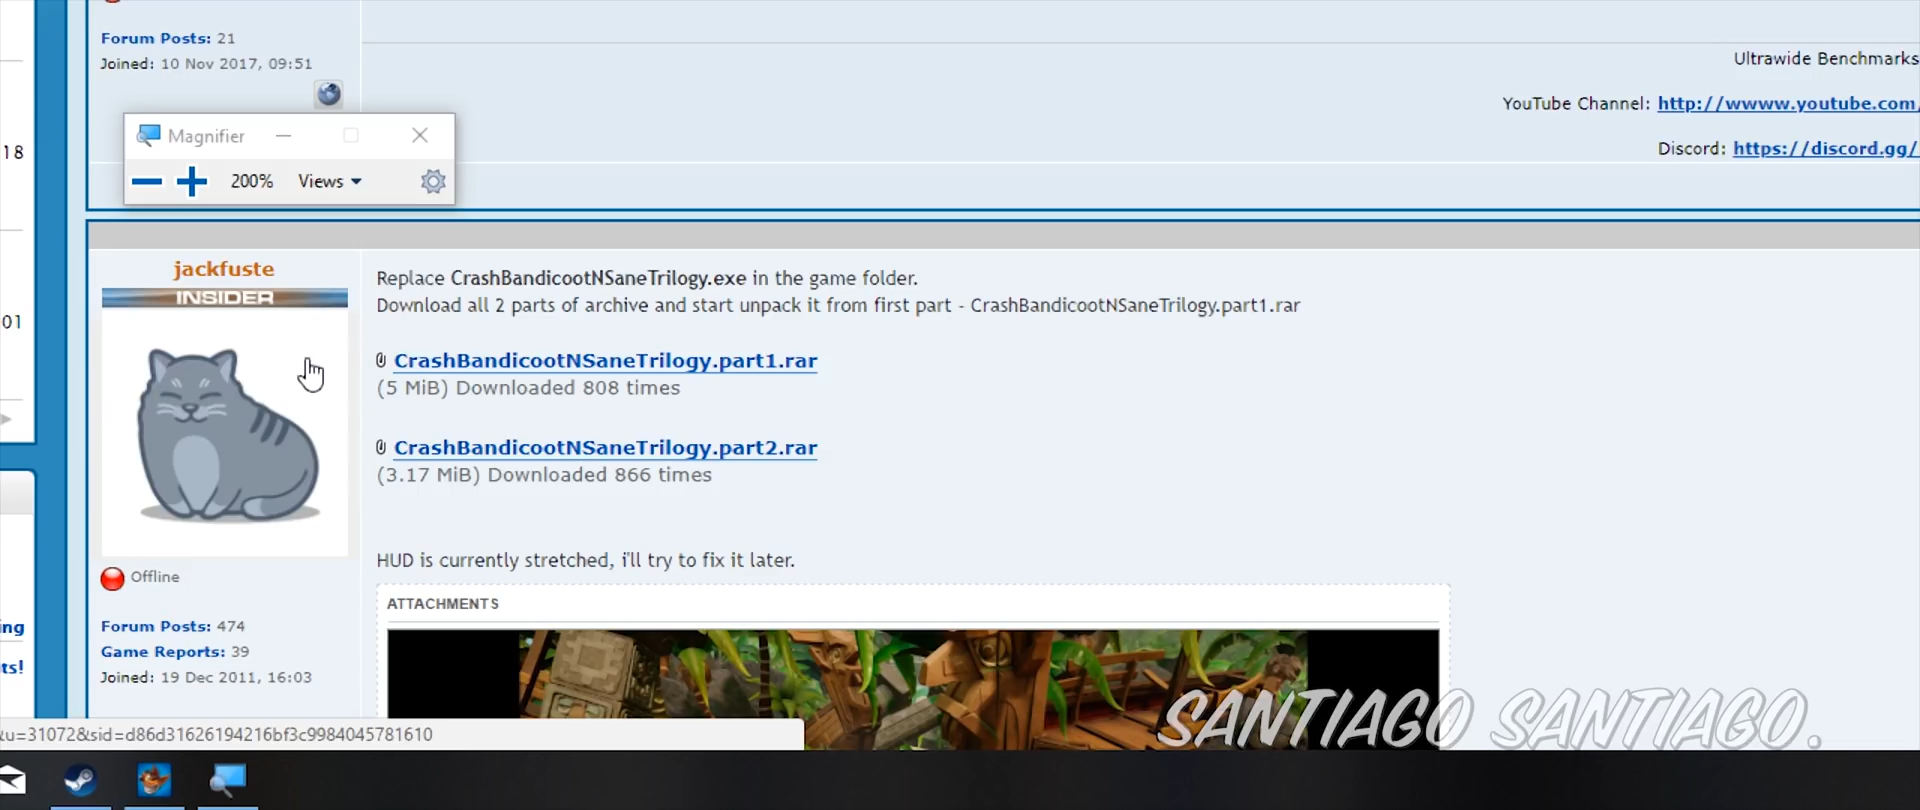 Forum Posts: 21
Joined: 10 Nov 2017, 09:51
Ultrawide Benchmarks
YouTube Channel: http://wwww.youtube.com/
Discord: https://discord.gg/
Magnifier
200% Views
18
01
ing
ts!
jackfuste
INSIDER
Offline
Forum Posts: 474
Game Reports: 39
Joined: 19 Dec 2011, 16:03
Replace CrashBandicootNSaneTrilogy.exe in the game folder.
Download all 2 parts of archive and start unpack it from first part - CrashBandicootNSaneTrilogy.part1.rar
CrashBandicootNSaneTrilogy.part1.rar
(5 MiB) Downloaded 808 times
CrashBandicootNSaneTrilogy.part2.rar
(3.17 MiB) Downloaded 866 times
HUD is currently stretched, i'll try to fix it later.
ATTACHMENTS
SANTIAGO SANTIAGO.
&u=31072&sid=d86d31626194216bf3c9984045781610